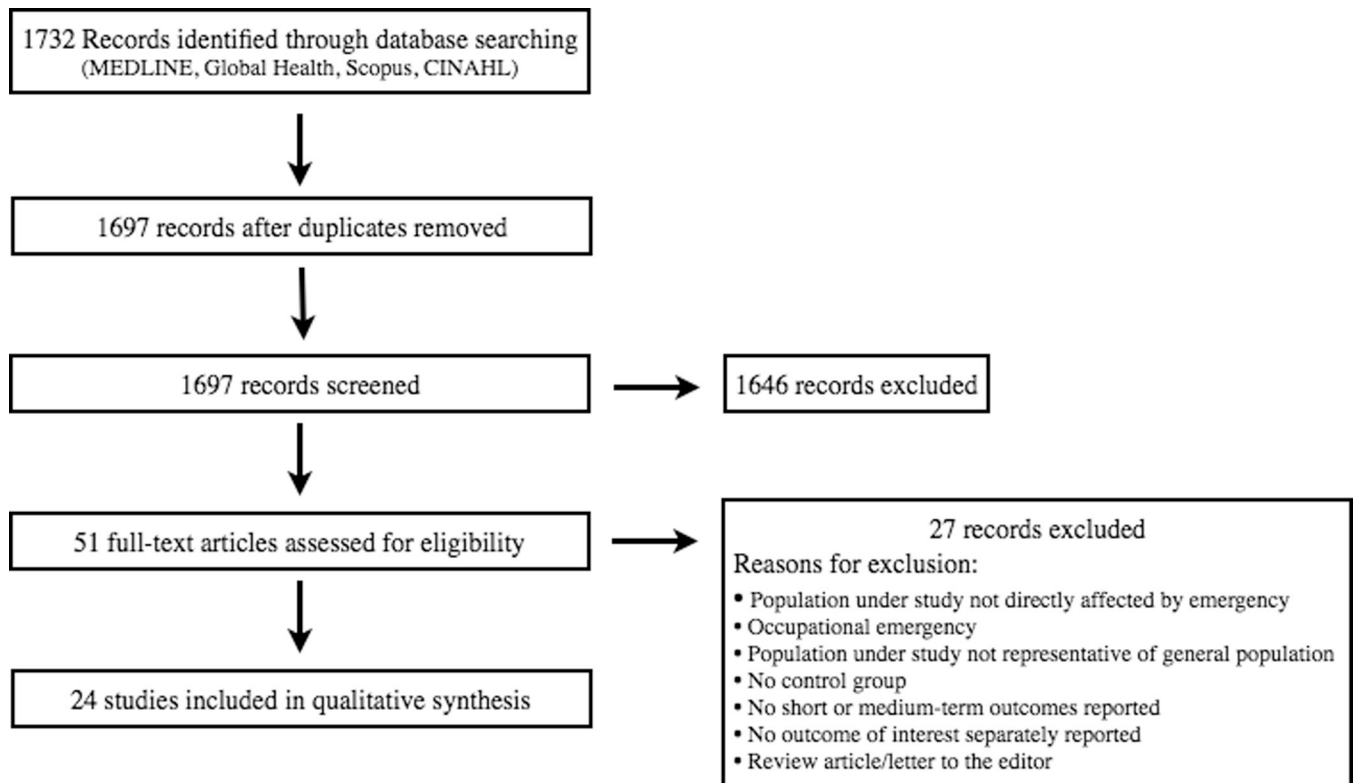 1732 Records identified through database searching
(MEDLINE, Global Health, Scopus, CINAHL)
1697 records after duplicates removed
1697 records screened
1646 records excluded
51 full-text articles assessed for eligibility
27 records excluded
Reasons for exclusion:
• Population under study not directly affected by emergency
• Occupational emergency
• Population under study not representative of general population
• No control group
• No short or medium-term outcomes reported
• No outcome of interest separately reported
• Review article/letter to the editor
24 studies included in qualitative synthesis